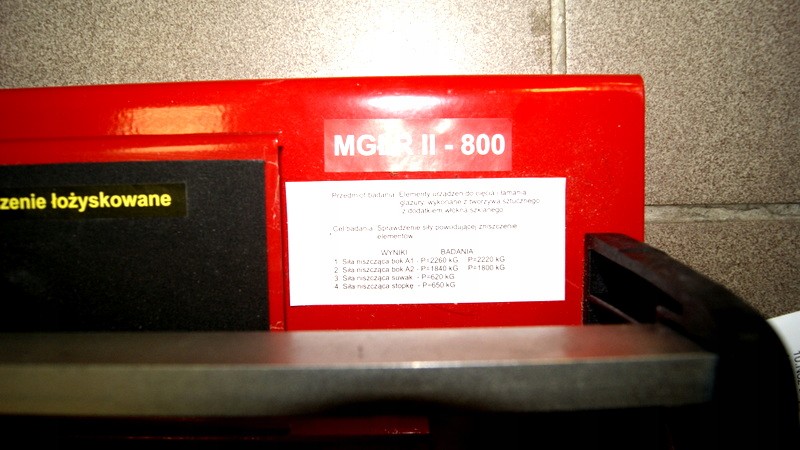 MGŁR II - 800
zenie łożyskowane
Przedmiot badania: Elementy urządzeń do cięcia - łamania
glazury, wykonane z tworzywa sztucznego
z dodatkiem włókna szklanego.
Cel badania: Sprawdzenie siły powodującej zniszczenie
elementów.
WYNIKI BADANIA
1. Siła niszcząca bok A1 - P=2260 kG P=2220 kG
2. Siła niszcząca bok A2 - P=1840 kG P=1800 kG
3. Siła niszcząca suwak - P=620 kG
4. Siła niszcząca stopkę - P=650 kG